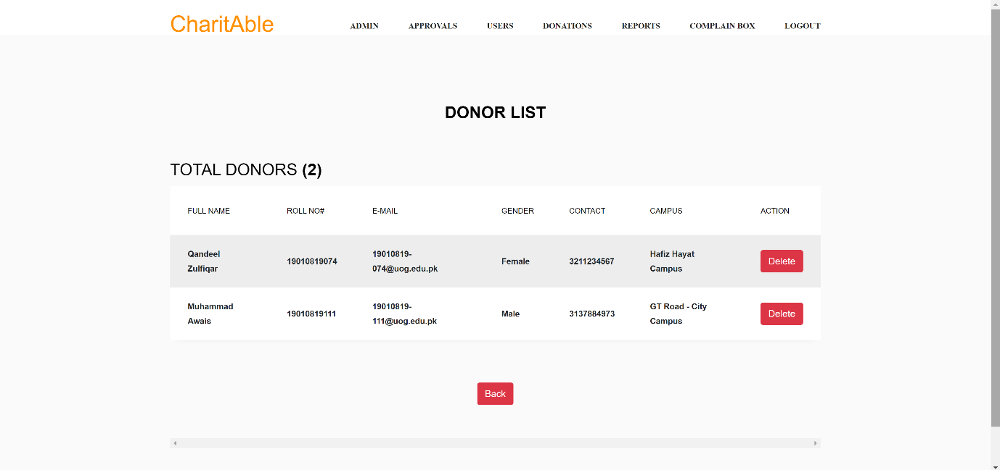 CharitAble
ADMIN APPROVALS USERS DONATIONS REPORTS COMPLAIN BOX LOGOUT
DONOR LIST
TOTAL DONORS (2)
FULL NAME ROLL NO# E-MAIL GENDER CONTACT CAMPUS ACTION
Qandeel 19010819- Hafiz Hayat
19010819074 Female 3211234567 Delete
Zulfiqar 074@uog.edu.pk Campus
Muhammad 19010819- GT Road - City
19010819111 Male 3137884973 Delete
Awais 111@uog.edu.pk Campus
Back